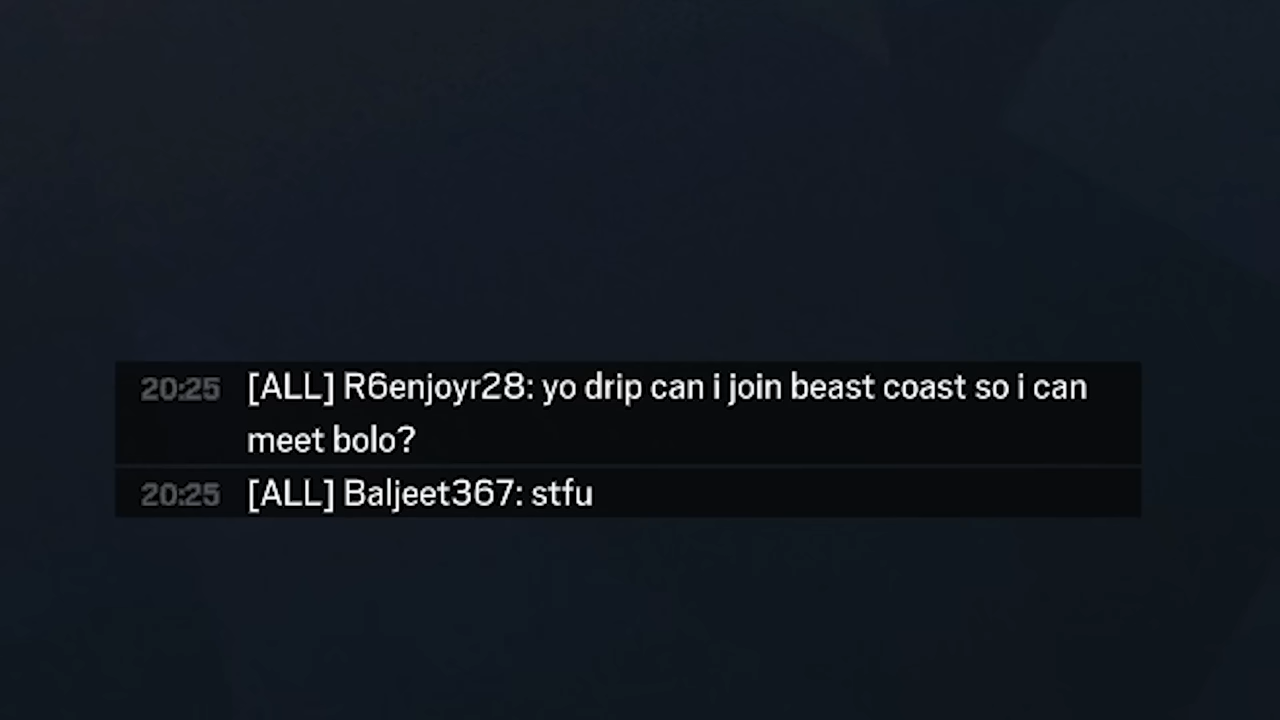 20:25 [ALL] R6enjoyr28: yo drip can i join beast coast so i can
meet bolo?
20:25 [ALL] Baljeet367: stfu